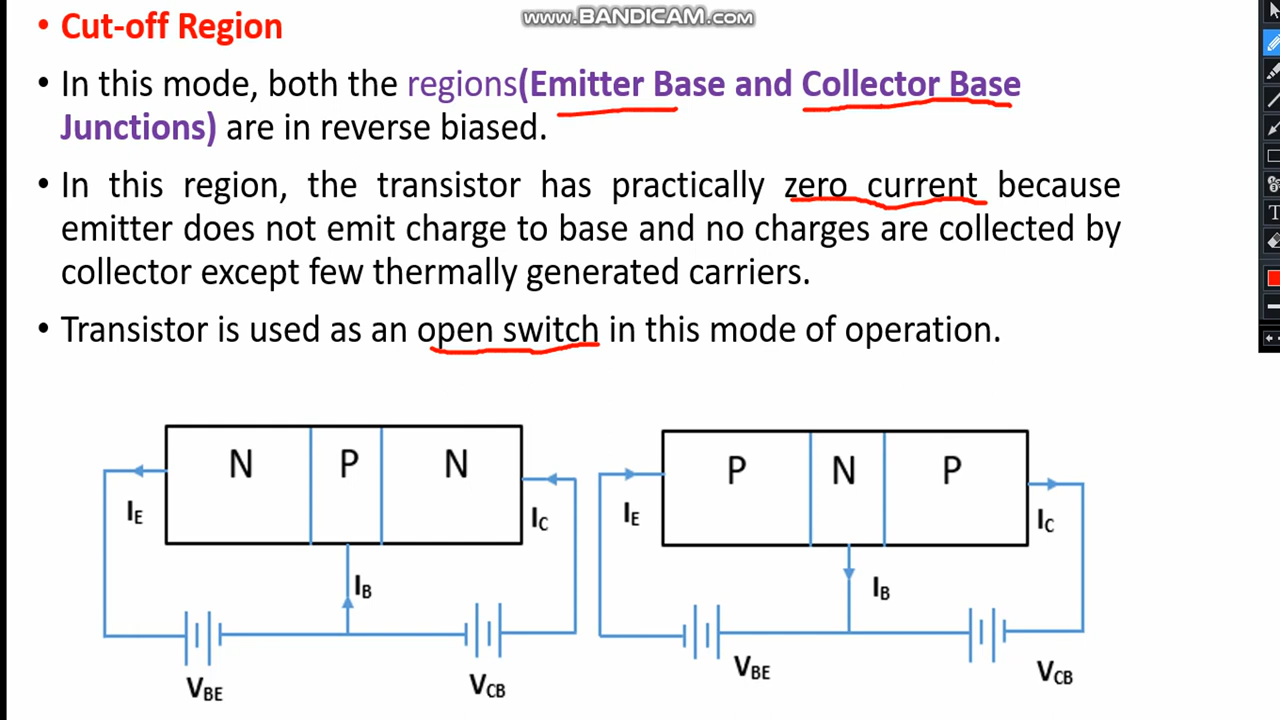 www.BANDICAM.com
• Cut-off Region
• In this mode, both the regions(Emitter Base and Collector Base
Junctions) are in reverse biased.
• In this region, the transistor has practically zero current because
emitter does not emit charge to base and no charges are collected by
collector except few thermally generated carriers.
• Transistor is used as an open switch in this mode of operation.
N P N
P N P
IE
IC
IE
IC
IB
IB
VBE
VCB
VBE
VCB
T